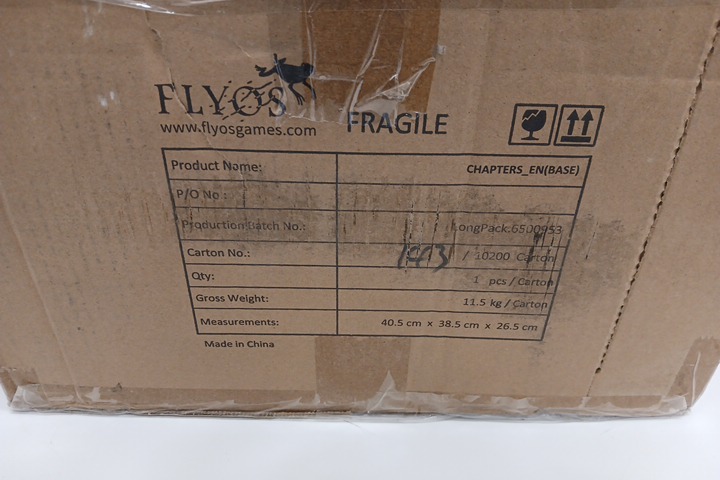 FLYOS
www.flyosgames.com
FRAGILE
Product Name: CHAPTERS_EN(BASE)
P/O No.:
Production Batch No.: LongPack.6500953
Carton No.: / 10200 Carton
Qty: 1 pcs / Carton
Gross Weight: 11.5 kg / Carton
Measurements: 40.5 cm x 38.5 cm x 26.5 cm
Made in China